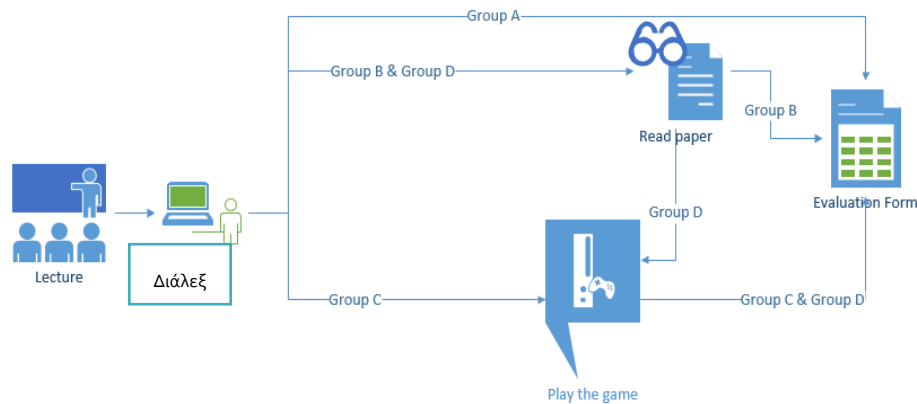 Group A
Group B & Group D
Group B
Read paper
Evaluation Form
Group D
Lecture
Διάλεξ
Group C
Group C & Group D
Play the game